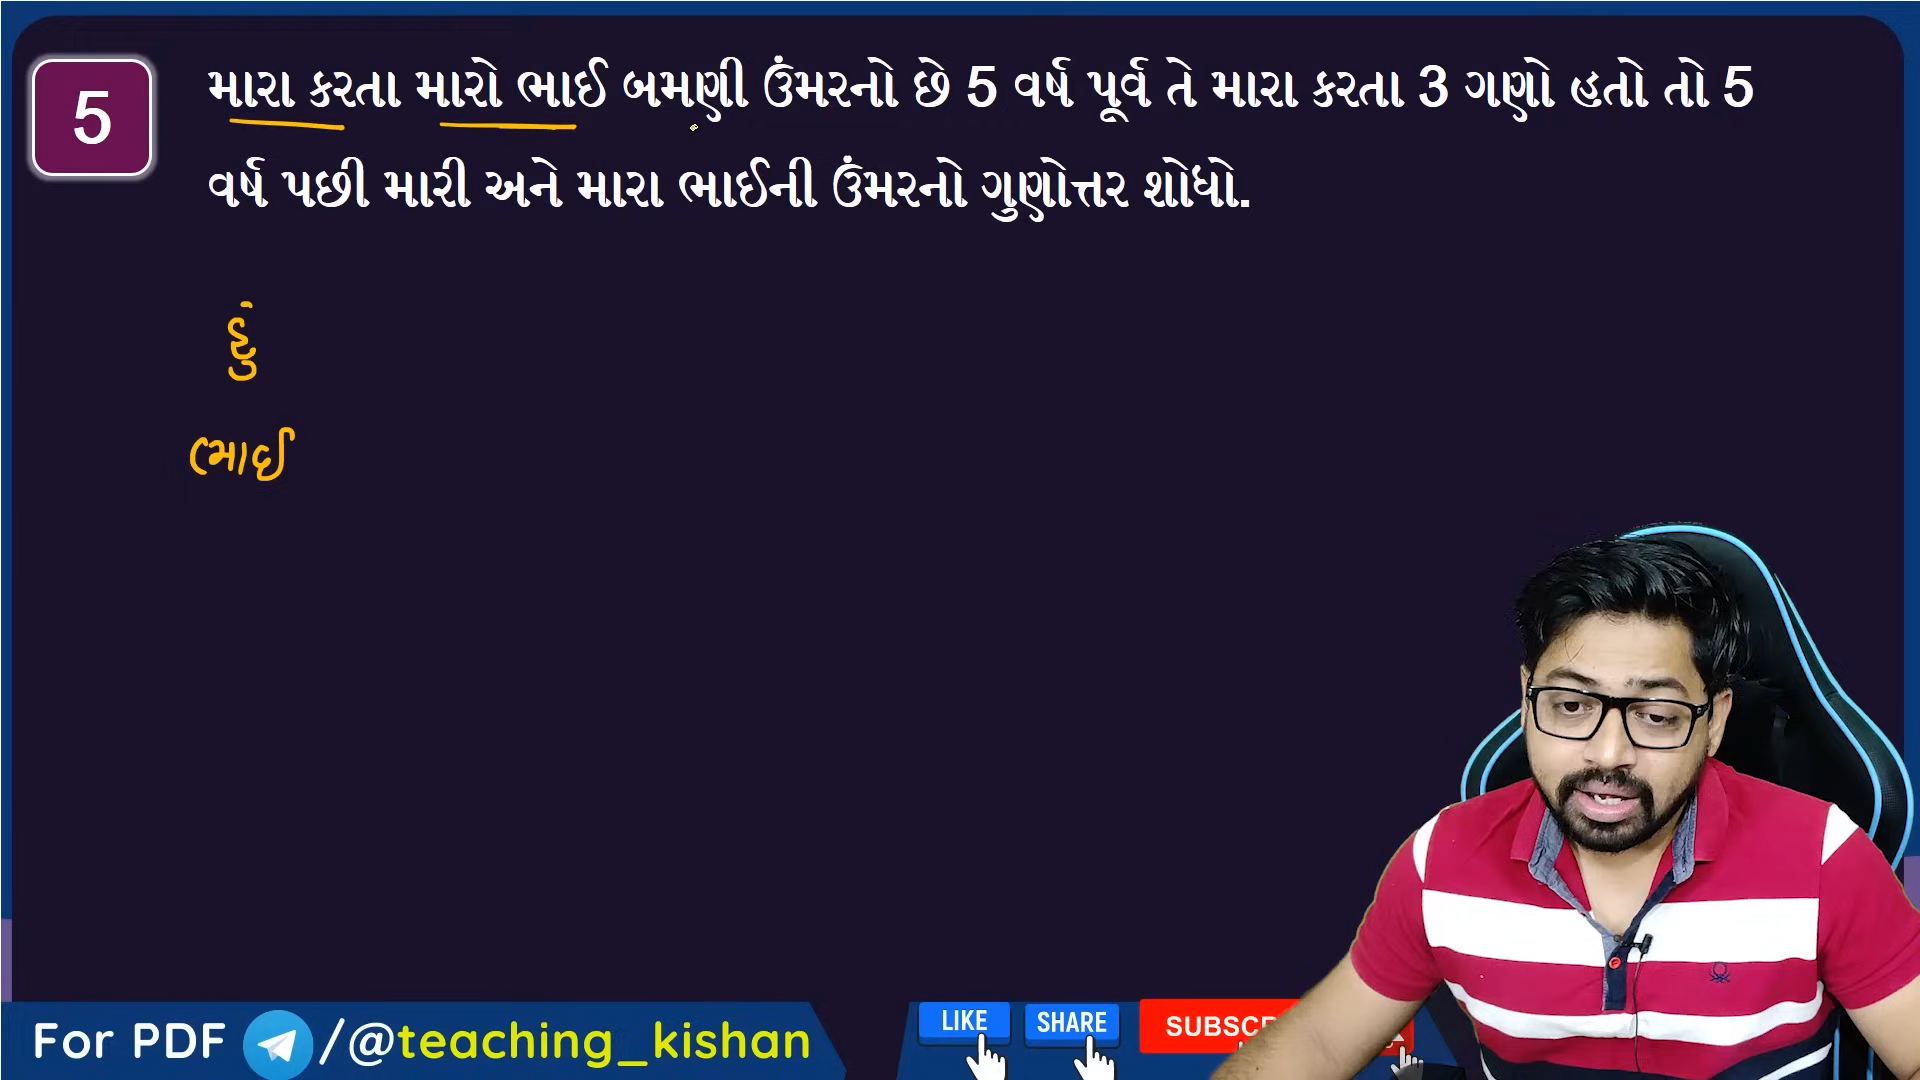 5
મારા કરતા મારો ભાઈ બમણી ઉંમરનો છે 5 વર્ષ પૂર્વ તે મારા કરતા 3 ગણો હતો તો 5
વર્ષ પછી મારી અને મારા ભાઈની ઉંમરનો ગુણોત્તર શોધો.
હું
ભાઈ
For PDF /@teaching_kishan
LIKE SHARE